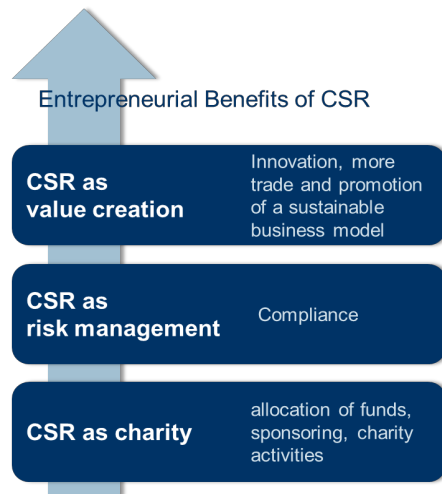 Entrepreneurial Benefits of CSR
CSR as
value creation
Innovation, more
trade and promotion
of a sustainable
business model
CSR as
risk management
Compliance
CSR as charity
allocation of funds,
sponsoring, charity
activities